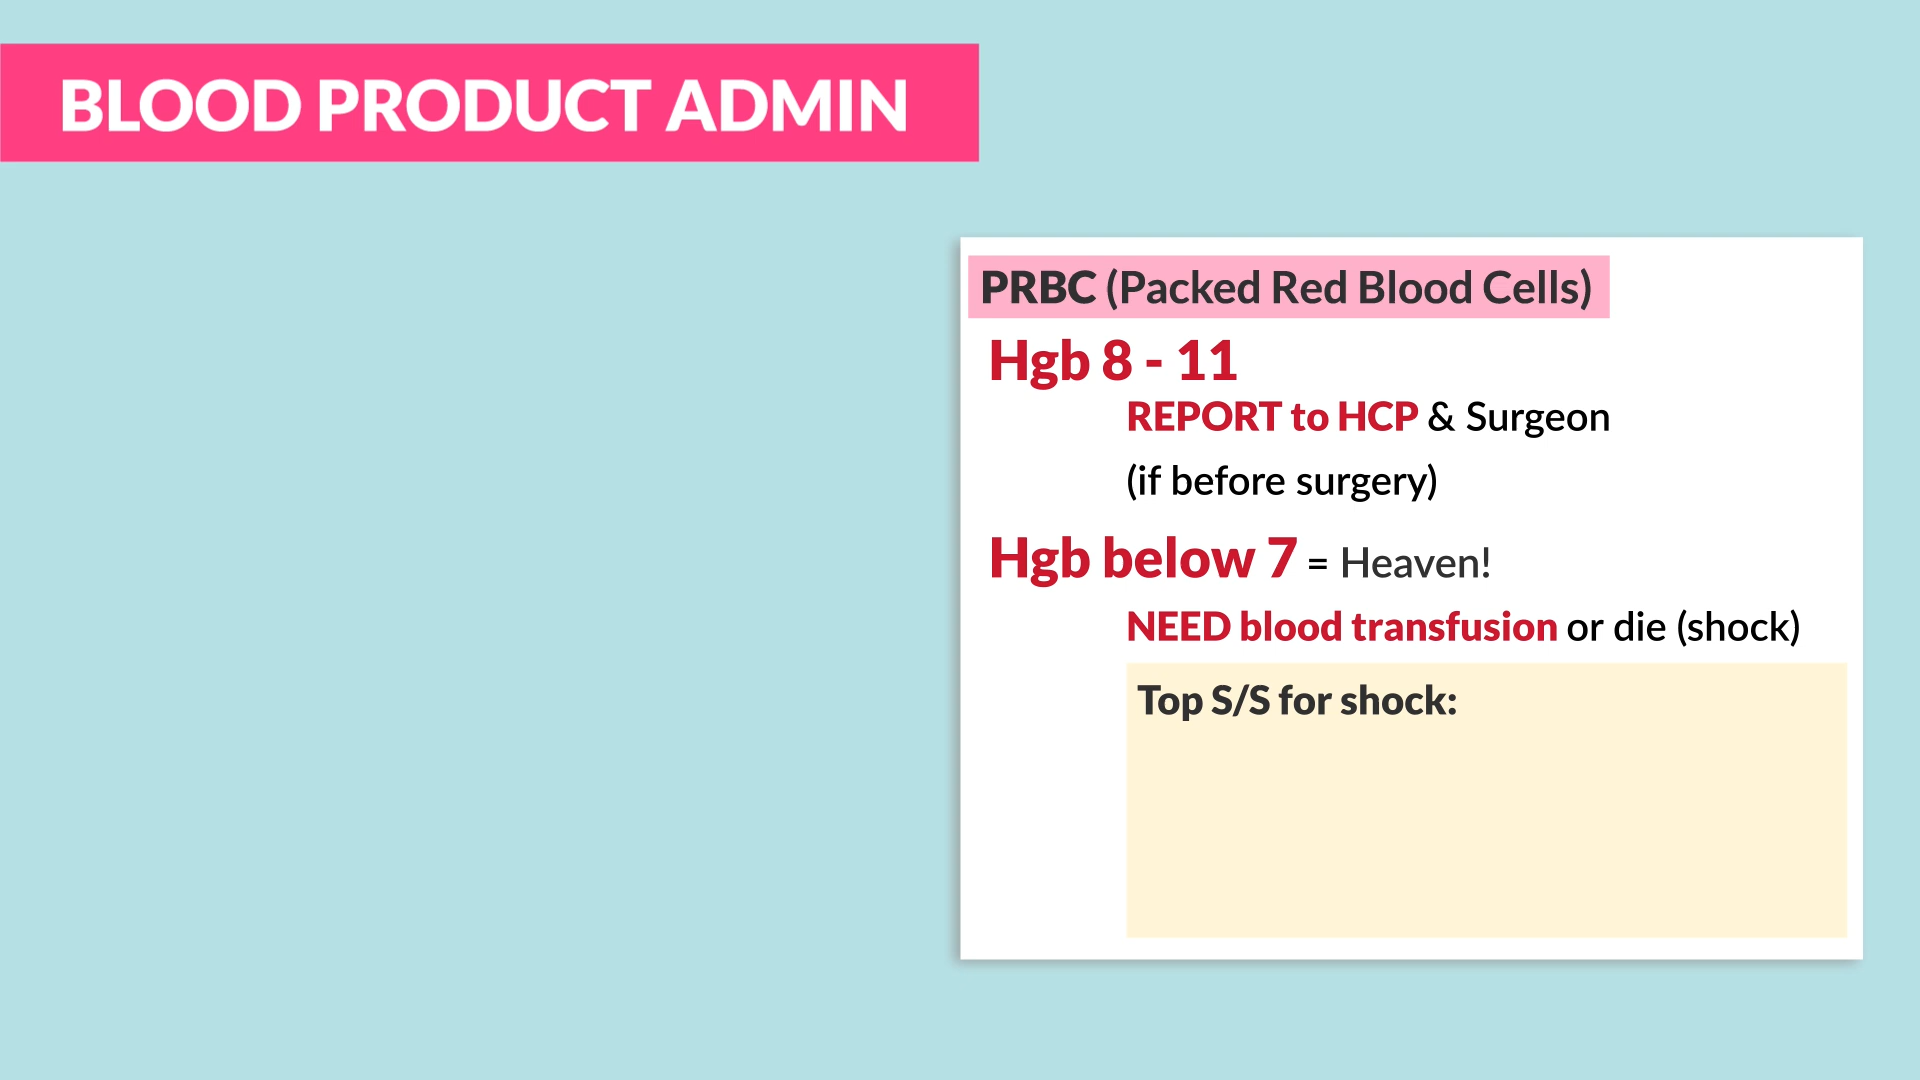 BLOOD PRODUCT ADMIN
PRBC (Packed Red Blood Cells)
Hgb 8 - 11
REPORT to HCP & Surgeon
(if before surgery)
Hgb below 7 = Heaven!
NEED blood transfusion or die (shock)
Top S/S for shock: